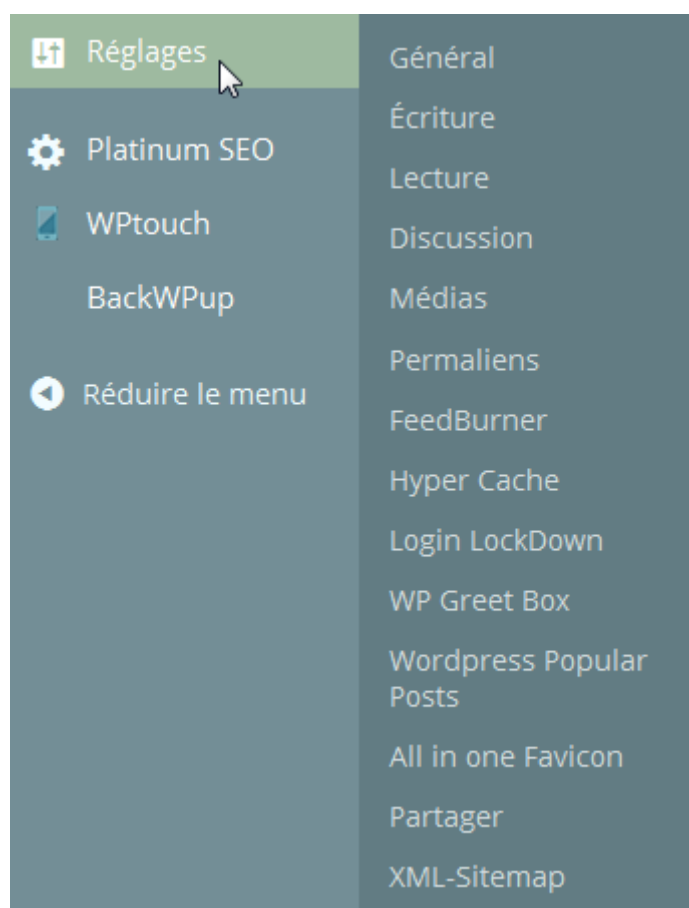 Réglages
Platinum SEO
WPtouch
BackWPup
Réduire le menu
Général
Écriture
Lecture
Discussion
Médias
Permaliens
FeedBurner
Hyper Cache
Login LockDown
WP Greet Box
Wordpress Popular
Posts
All in one Favicon
Partager
XML-Sitemap